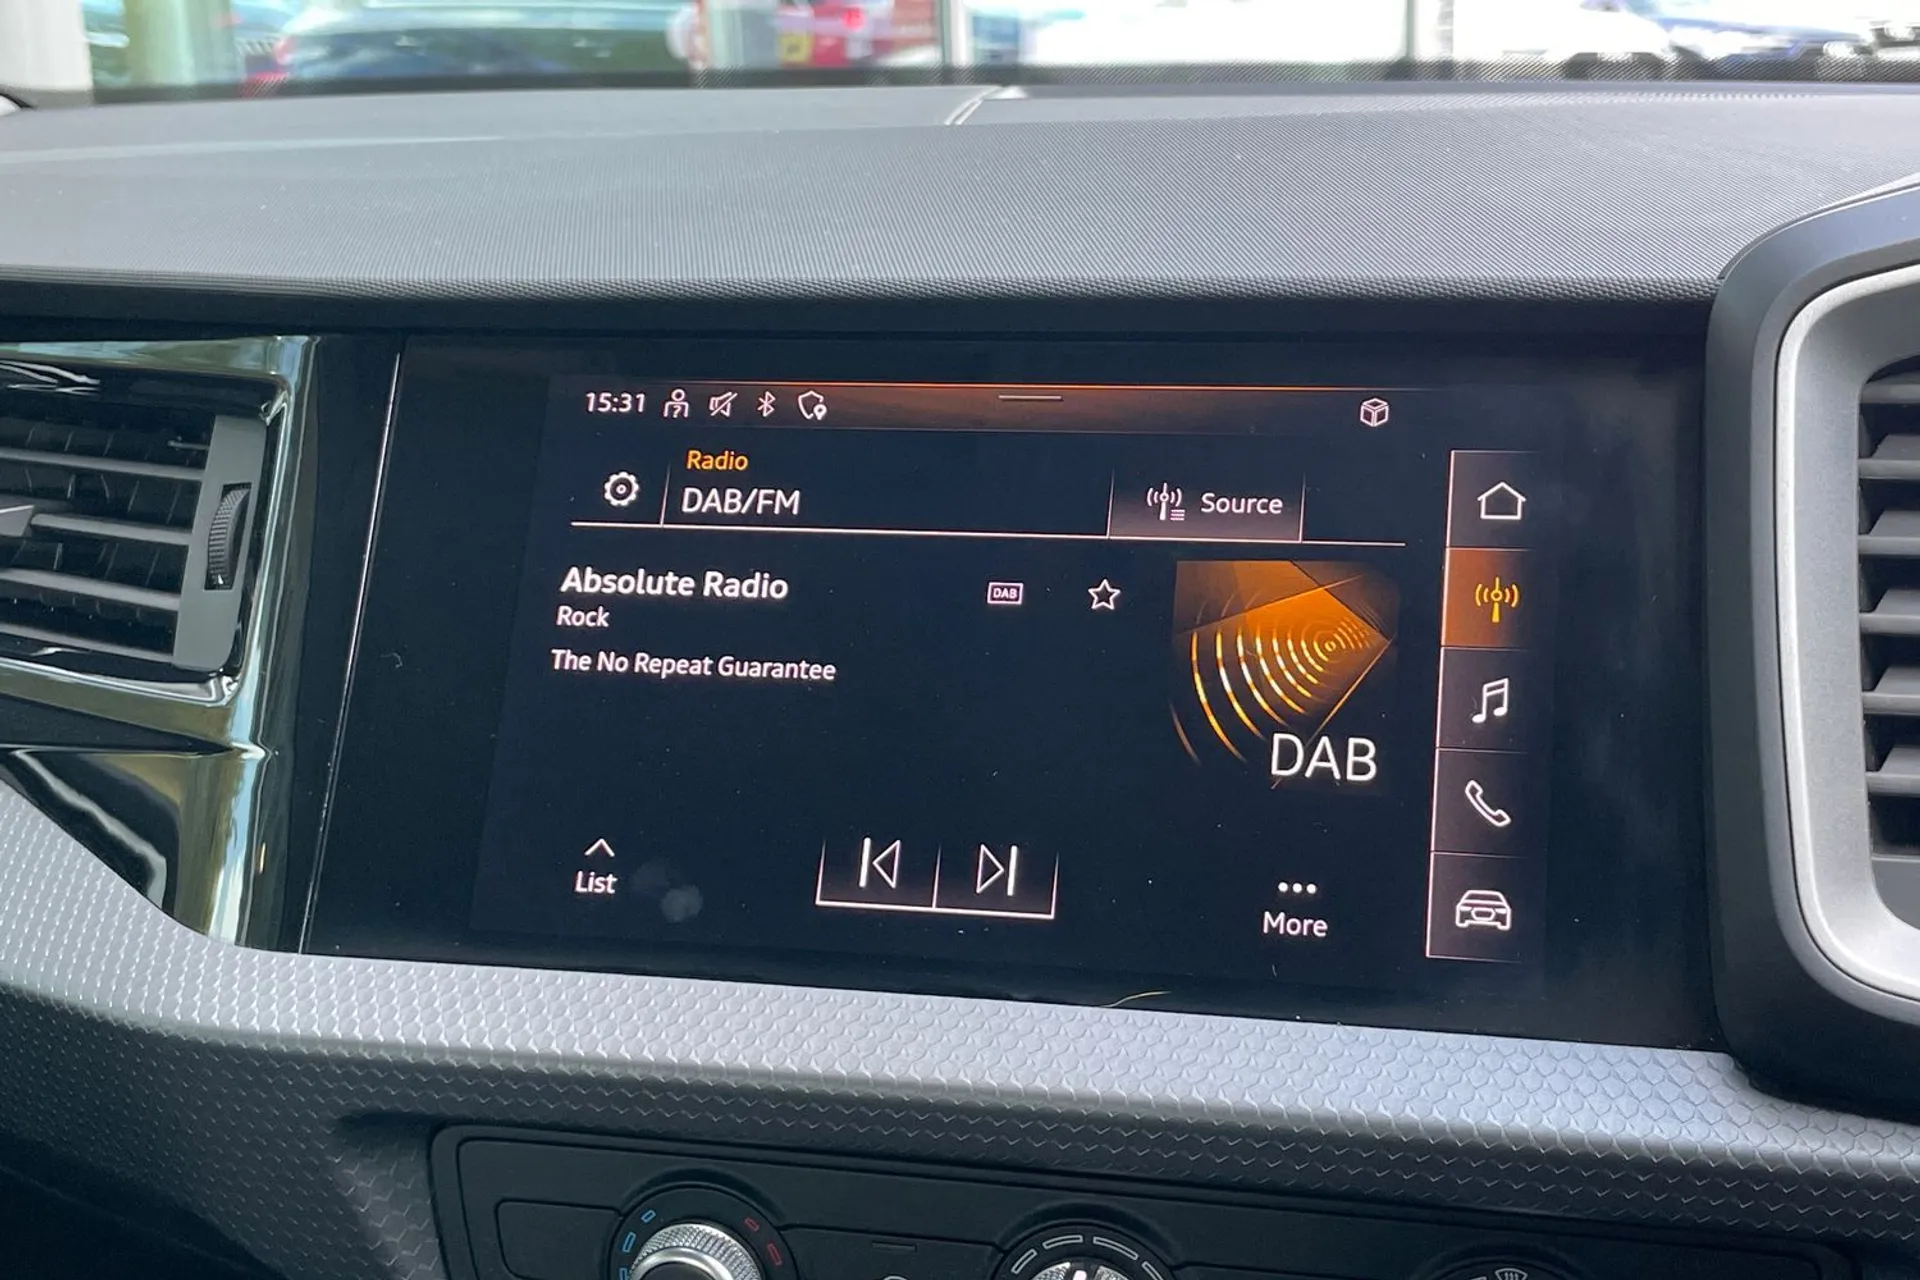 15:31
Radio
DAB/FM
Source
Absolute Radio
DAB
Rock
The No Repeat Guarantee
DAB
List
More